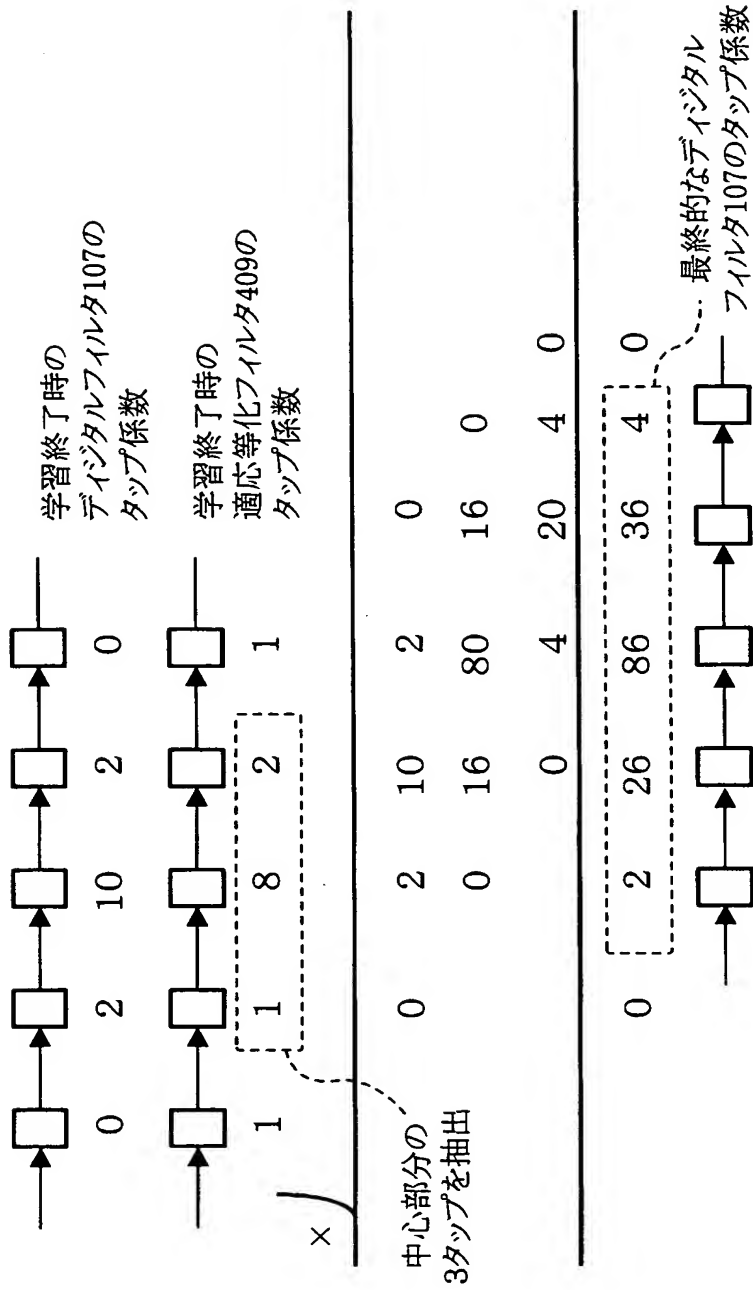 学習終了時の
ディジタルフィルタ107の
タップ係数
0 2 10 2 0
学習終了時の
適応等化フィルタ409の
タップ係数
1 1 8 2 1
×
中心部分の
3タップを抽出
0 2 10 2 0
0 16 80 16 0
0 4 20 4 0
0 2 26 86 36 4 0
最終的なディジタル
フィルタ107のタップ係数